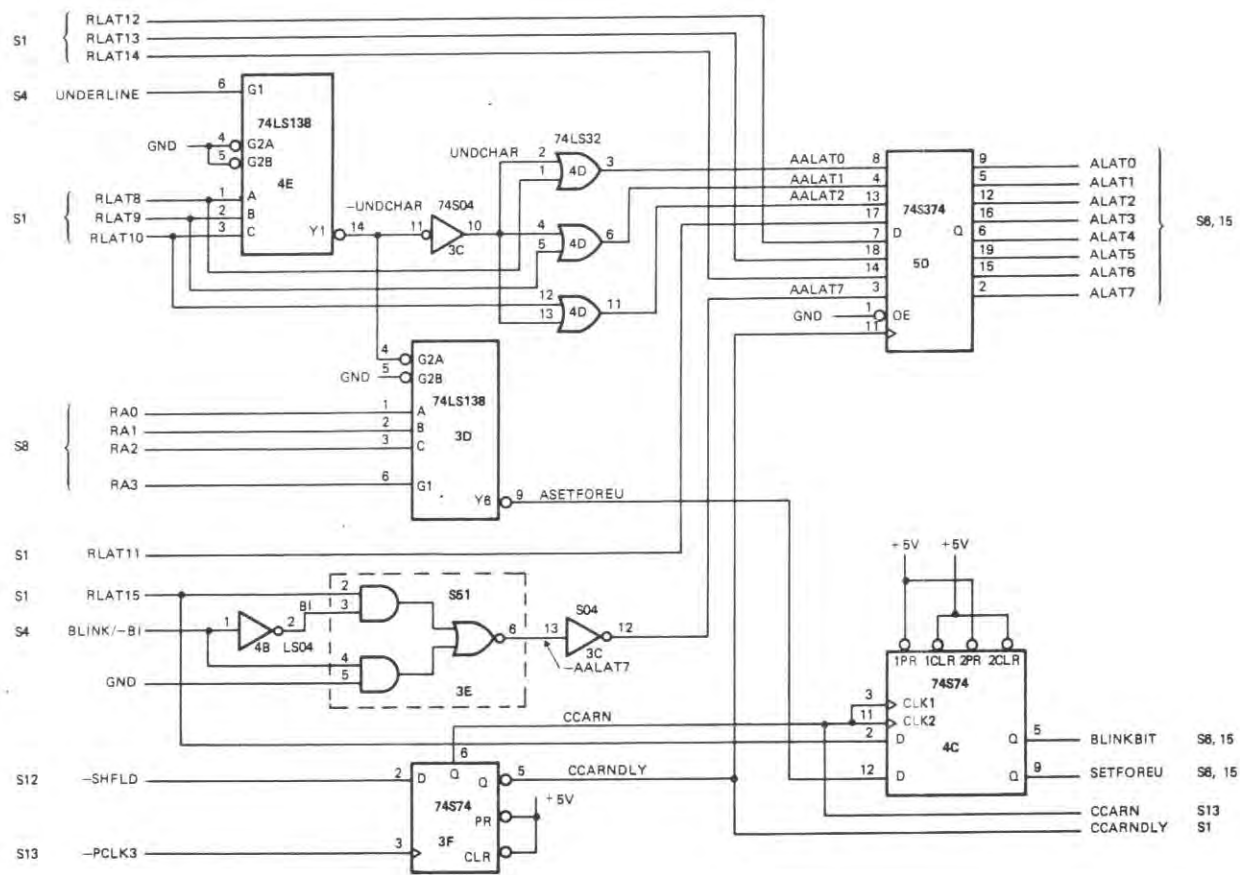 S1 RLAT12
RLAT13
RLAT14
S4 UNDERLINE 6 G1
74LS138
GND 4 G2A
5 G2B
4E
S1 RLAT8 1 A
RLAT9 2 B
RLAT10 3 C
Y1 14
-UNDCHAR
74S04
11 10
3C
UNDCHAR
74LS32
2 1 4D 3
4 5 4D 6
12 13 4D 11
AALAT0 8
AALAT1 4
AALAT2 13
17
7 D
18
14
AALAT7 3
GND 1 OE
11
74S374
Q
5D
9 ALAT0
5 ALAT1
12 ALAT2
16 ALAT3
6 ALAT4
19 ALAT5
15 ALAT6
2 ALAT7
S6, 15
4 G2A
GND 5 G2B
74LS138
S8 RA0 1 A
RA1 2 B
RA2 3 C
3D
RA3 6 G1
Y6 9 ASETFOREU
S1 RLAT11
S1 RLAT15
S4 BLINK/-BI 1 2 BI
4B LS04
GND
2
3
4
5
S51
6
3E
13 S04 12
3C
-AALAT7
+5V +5V
1PR 1CLR 2PR 2CLR
74S74
3 CLK1
11 CLK2
2 D
4C
Q 5 BLINKBIT S6, 15
12 D
Q 9 SETFOREU S6, 15
CCARN S13
CCARNDLY S1
CCARN
6
S12 -SHFLD 2 D Q Q 5 CCARNDLY
74S74
+5V
PR
3F
S13 -PCLK3 3
CLR